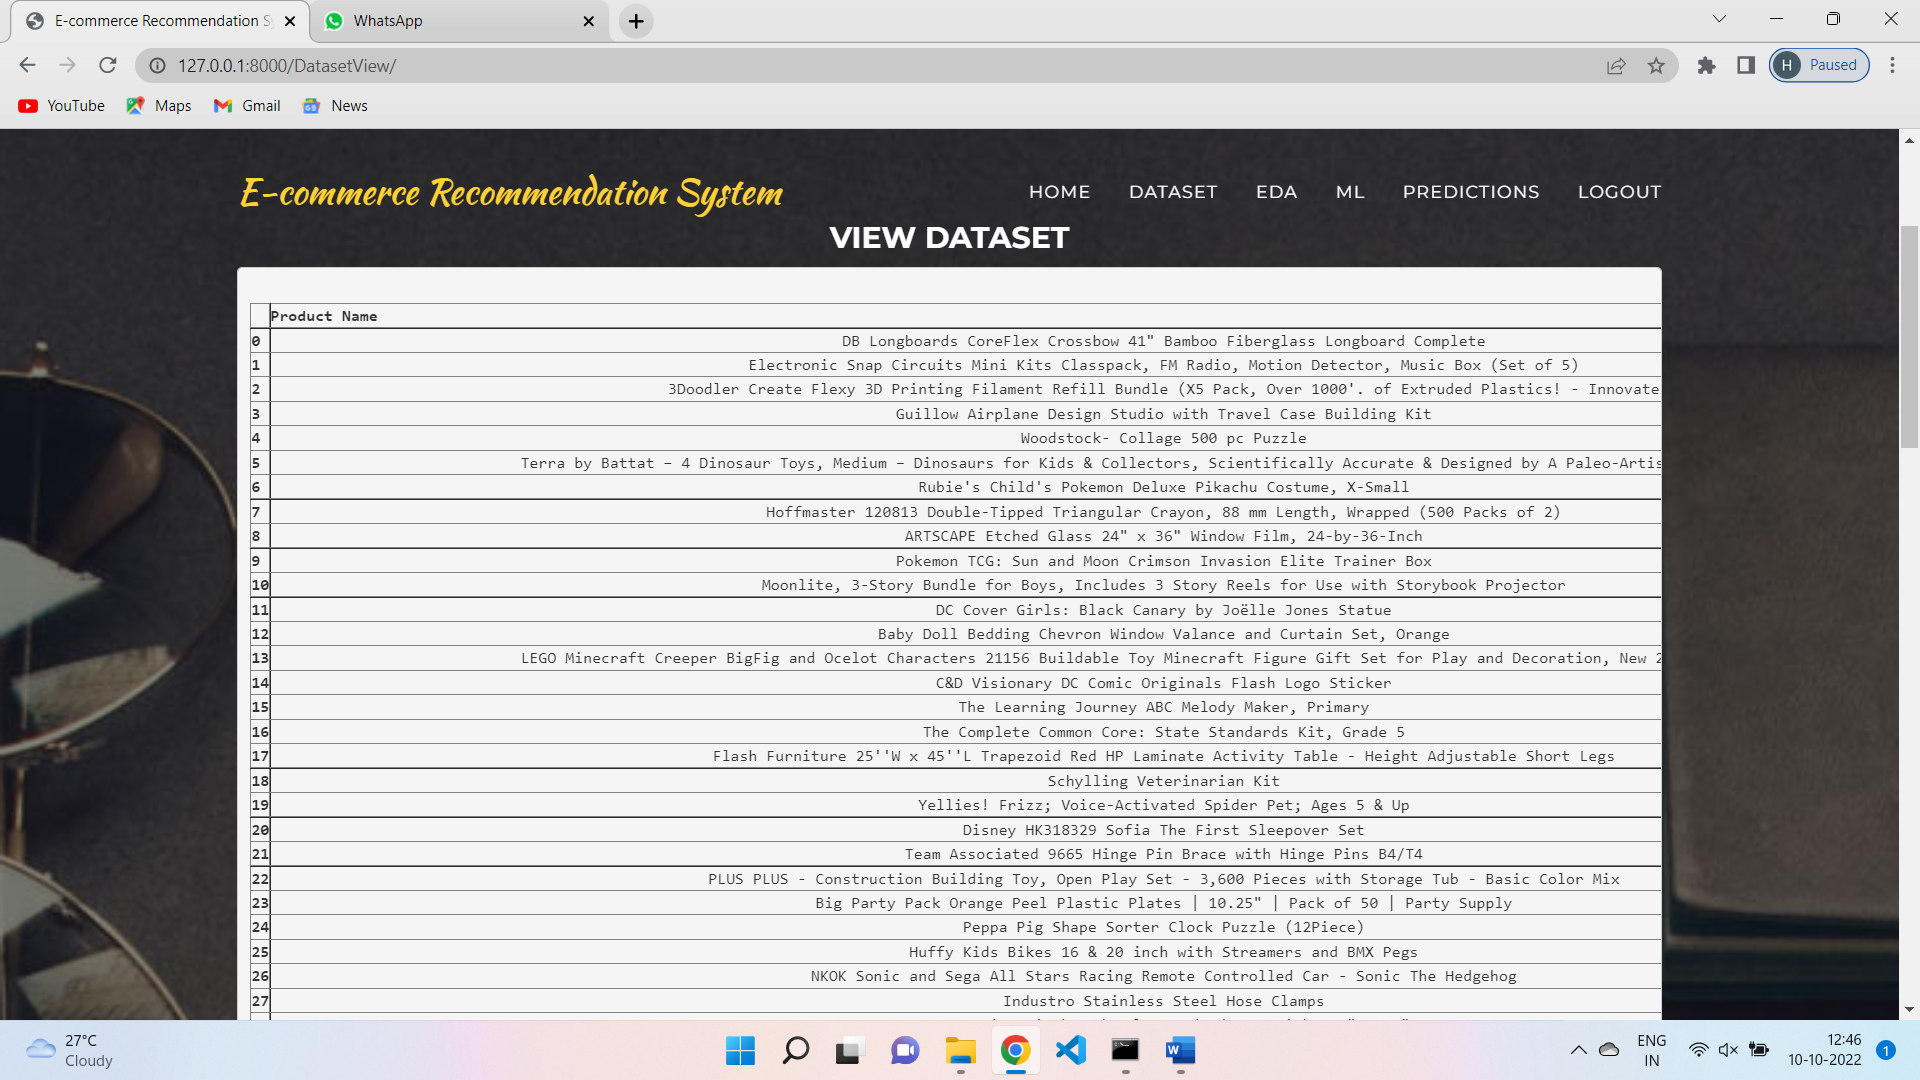 E-commerce Recommendation S
WhatsApp
127.0.0.1:8000/DatasetView/
H Paused
YouTube Maps Gmail News
E-commerce Recommendation System
HOME DATASET EDA ML PREDICTIONS LOGOUT
VIEW DATASET
Product Name
0 DB Longboards CoreFlex Crossbow 41" Bamboo Fiberglass Longboard Complete
1 Electronic Snap Circuits Mini Kits Classpack, FM Radio, Motion Detector, Music Box (Set of 5)
2 3Doodler Create Flexy 3D Printing Filament Refill Bundle (X5 Pack, Over 1000'. of Extruded Plastics! - Innovate
3 Guillow Airplane Design Studio with Travel Case Building Kit
4 Woodstock- Collage 500 pc Puzzle
5 Terra by Battat – 4 Dinosaur Toys, Medium – Dinosaurs for Kids & Collectors, Scientifically Accurate & Designed by A Paleo-Artis
6 Rubie's Child's Pokemon Deluxe Pikachu Costume, X-Small
7 Hoffmaster 120813 Double-Tipped Triangular Crayon, 88 mm Length, Wrapped (500 Packs of 2)
8 ARTSCAPE Etched Glass 24" x 36" Window Film, 24-by-36-Inch
9 Pokemon TCG: Sun and Moon Crimson Invasion Elite Trainer Box
10 Moonlite, 3-Story Bundle for Boys, Includes 3 Story Reels for Use with Storybook Projector
11 DC Cover Girls: Black Canary by Joëlle Jones Statue
12 Baby Doll Bedding Chevron Window Valance and Curtain Set, Orange
13 LEGO Minecraft Creeper BigFig and Ocelot Characters 21156 Buildable Toy Minecraft Figure Gift Set for Play and Decoration, New 2
14 C&D Visionary DC Comic Originals Flash Logo Sticker
15 The Learning Journey ABC Melody Maker, Primary
16 The Complete Common Core: State Standards Kit, Grade 5
17 Flash Furniture 25''W x 45''L Trapezoid Red HP Laminate Activity Table - Height Adjustable Short Legs
18 Schylling Veterinarian Kit
19 Yellies! Frizz; Voice-Activated Spider Pet; Ages 5 & Up
20 Disney HK318329 Sofia The First Sleepover Set
21 Team Associated 9665 Hinge Pin Brace with Hinge Pins B4/T4
22 PLUS PLUS - Construction Building Toy, Open Play Set - 3,600 Pieces with Storage Tub - Basic Color Mix
23 Big Party Pack Orange Peel Plastic Plates | 10.25" | Pack of 50 | Party Supply
24 Peppa Pig Shape Sorter Clock Puzzle (12Piece)
25 Huffy Kids Bikes 16 & 20 inch with Streamers and BMX Pegs
26 NKOK Sonic and Sega All Stars Racing Remote Controlled Car - Sonic The Hedgehog
27 Industro Stainless Steel Hose Clamps
27°C
Cloudy
ENG
IN
12:46
10-10-2022
1